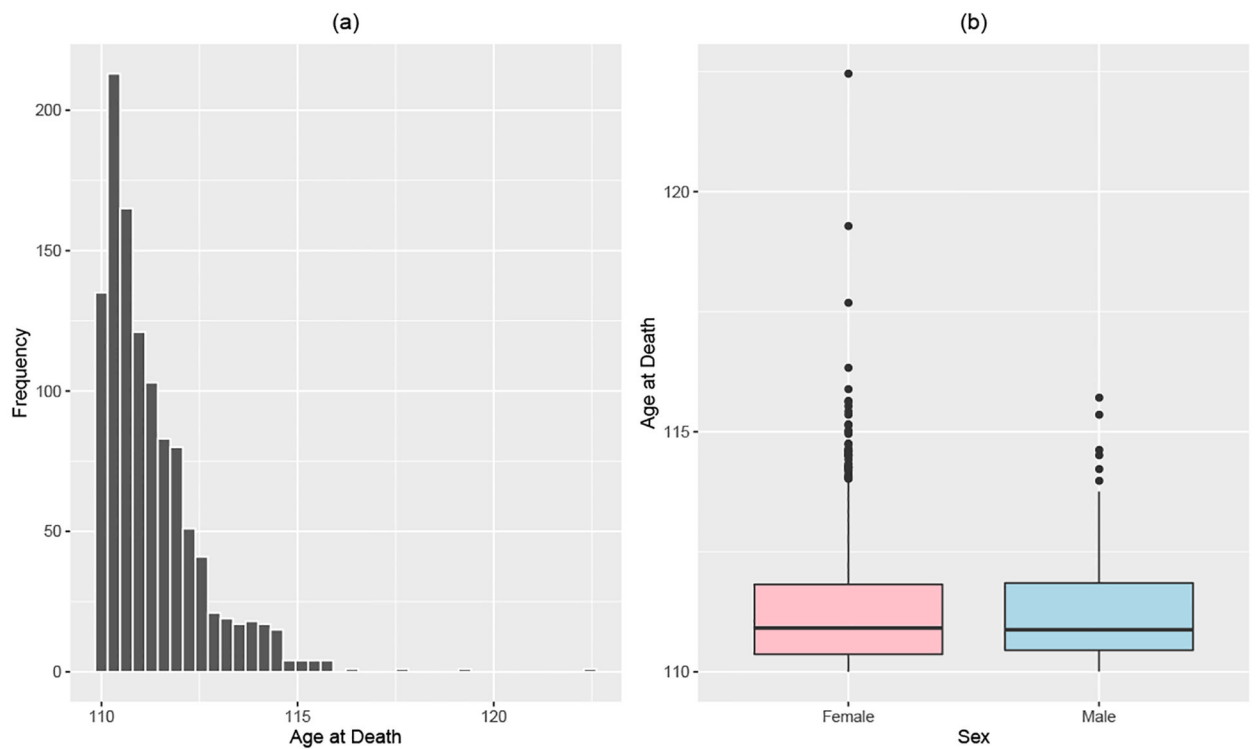 (a)
200
150
100
50
0
Frequency
110
115
120
Age at Death
(b)
120
115
110
Age at Death
Female
Male
Sex